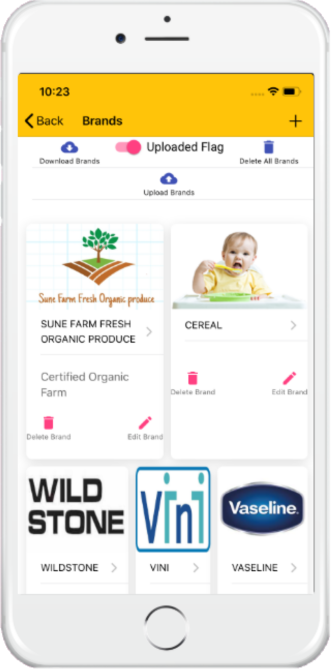 10:23
Back Brands +
Uploaded Flag
Download Brands
Delete All Brands
Upload Brands
Sune Farm Fresh Organic produce
SUNE FARM FRESH
ORGANIC PRODUCE
CEREAL
Certified Organic
Farm
Delete Brand
Edit Brand
Delete Brand
Edit Brand
WILD
STONE
Vini
Vaseline.
WILDSTONE
VINI
VASELINE